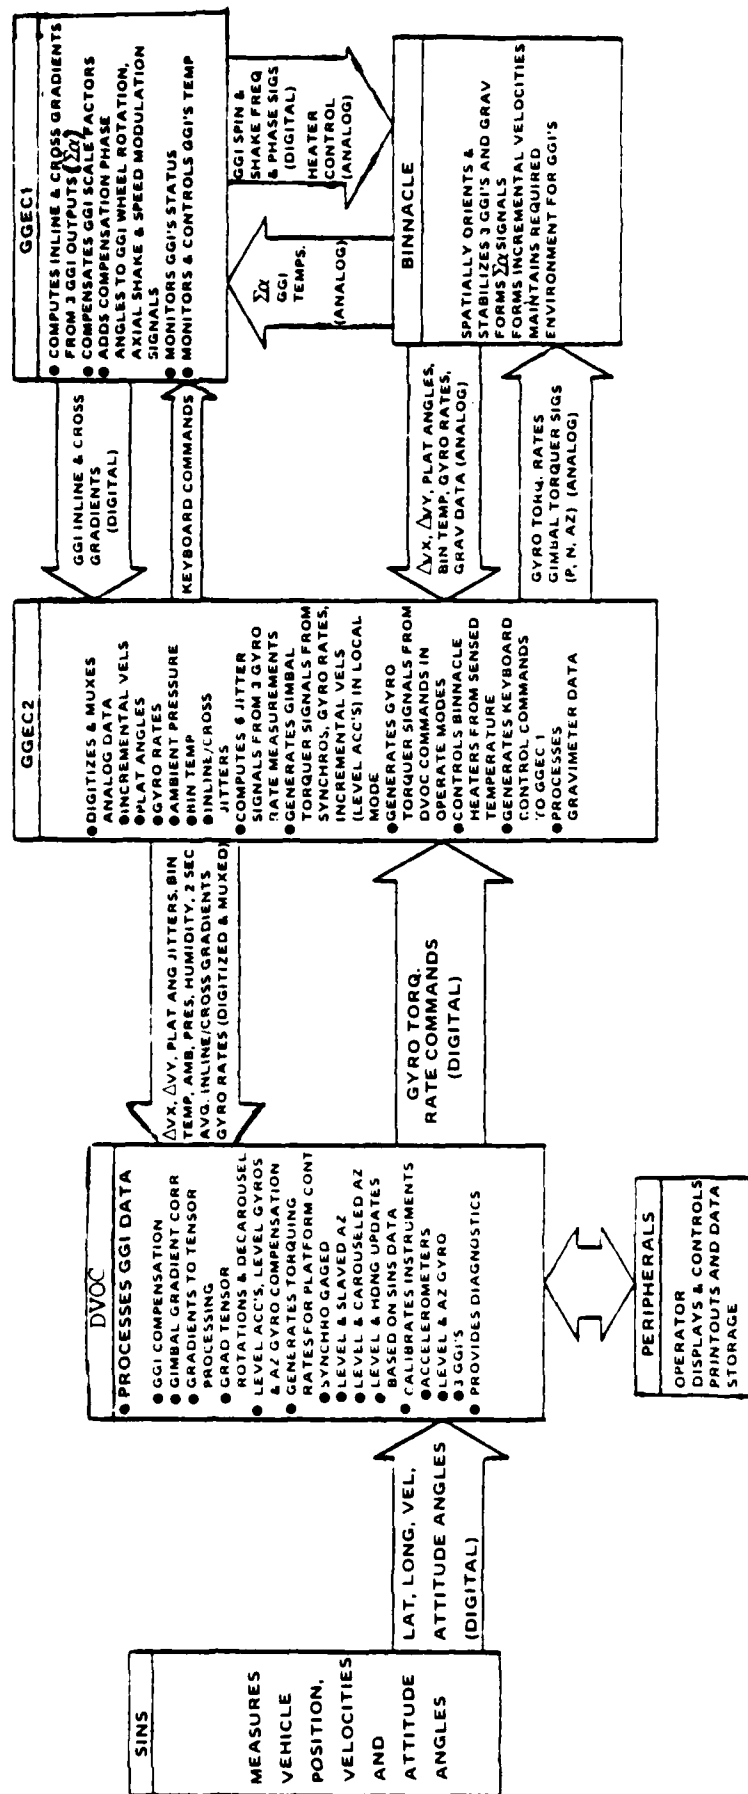 SINS
MEASURES
VEHICLE
POSITION,
VELOCITIES
AND
ATTITUDE
ANGLES
LAT, LONG, VEL,
ATTITUDE ANGLES
(DIGITAL)
DVOC
● PROCESSES GGI DATA
● GGI COMPENSATION
● GIMBAL GRADIENT CORR
● GRADIENTS TO TENSOR
PROCESSING
● GRAD TENSOR
ROTATIONS & DECAROUSEL
● LEVEL ACC'S, LEVEL GYROS
& AZ GYRO COMPENSATION
● GENERATES TORQUING
RATES FOR PLATFORM CONT
● SYNCHRO GAGED
● LEVEL & SLAVED AZ
● LEVEL & CAROUSELED AZ
● LEVEL & HDNG UPDATES
BASED ON SINS DATA
● CALIBRATES INSTRUMENTS
● ACCELEROMETERS
● LEVEL & AZ GYRO
● 3 GGI'S
● PROVIDES DIAGNOSTICS
PERIPHERALS
OPERATOR
DISPLAYS & CONTROLS
PRINTOUTS AND DATA
STORAGE
ΔVX, ΔVY, PLAT ANG JITTERS, BIN
TEMP, AMB, PRES, HUMIDITY, 2 SEC
AVG. INLINE/CROSS GRADIENTS
GYRO RATES (DIGITIZED & MUXED)
GYRO TORQ.
RATE COMMANDS
(DIGITAL)
GGEC2
● DIGITIZES & MUXES
ANALOG DATA
● INCREMENTAL VELS
● PLAT ANGLES
● GYRO RATES
● AMBIENT PRESSURE
● BIN TEMP
● INLINE/CROSS
JITTERS
● COMPUTES 6 JITTER
SIGNALS FROM 3 GYRO
RATE MEASUREMENTS
● GENERATES GIMBAL
TORQUER SIGNALS FROM
SYNCHROS, GYRO RATES,
INCREMENTAL VELS
(LEVEL ACC'S) IN LOCAL
MODE
● GENERATES GYRO
TORQUER SIGNALS FROM
DVOC COMMANDS IN
OPERATE MODES
● CONTROLS BINNACLE
HEATERS FROM SENSED
TEMPERATURE
● GENERATES KEYBOARD
CONTROL COMMANDS
TO GGEC 1
● PROCESSES
GRAVIMETER DATA
GGI INLINE & CROSS
GRADIENTS
(DIGITAL)
KEYBOARD COMMANDS
ΔVX, ΔVY, PLAT ANGLES,
BIN TEMP, GYRO RATES,
GRAV DATA (ANALOG)
GYRO TORQ. RATES
GIMBAL TORQUER SIGS
(P, N, AZ) (ANALOG)
GGEC1
● COMPUTES INLINE & CROSS GRADIENTS
FROM 3 GGI OUTPUTS (Σα)
● COMPENSATES GGI SCALE FACTORS
● ADDS COMPENSATION PHASE
ANGLES TO GGI WHEEL ROTATION,
AXIAL SHAKE & SPEED MODULATION
SIGNALS
● MONITORS GGI'S STATUS
● MONITORS & CONTROLS GGI'S TEMP
Σα
GGI
TEMPS.
(ANALOG)
GGI SPIN &
SHAKE FREQ
& PHASE SIGS
(DIGITAL)
HEATER
CONTROL
(ANALOG)
BINNACLE
SPATIALLY ORIENTS &
STABILIZES 3 GGI'S AND GRAV
FORMS Σα SIGNALS
FORMS INCREMENTAL VELOCITIES
MAINTAINS REQUIRED
ENVIRONMENT FOR GGI'S